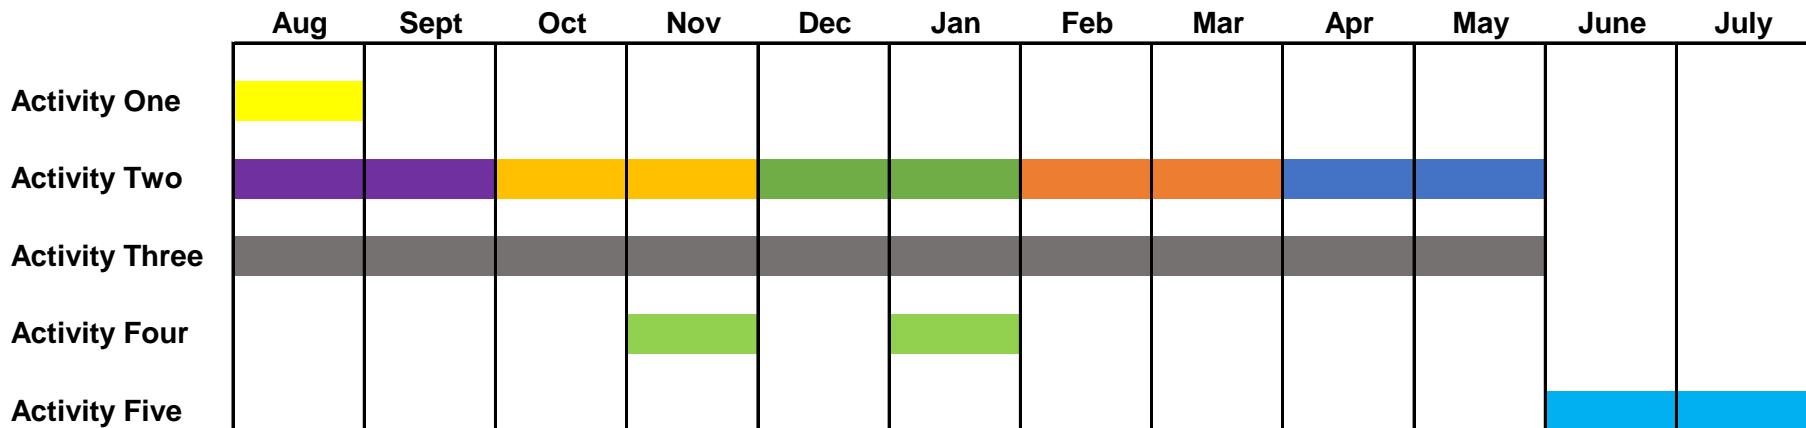 Aug Sept Oct Nov Dec Jan Feb Mar Apr May June July
Activity One
Activity Two
Activity Three
Activity Four
Activity Five